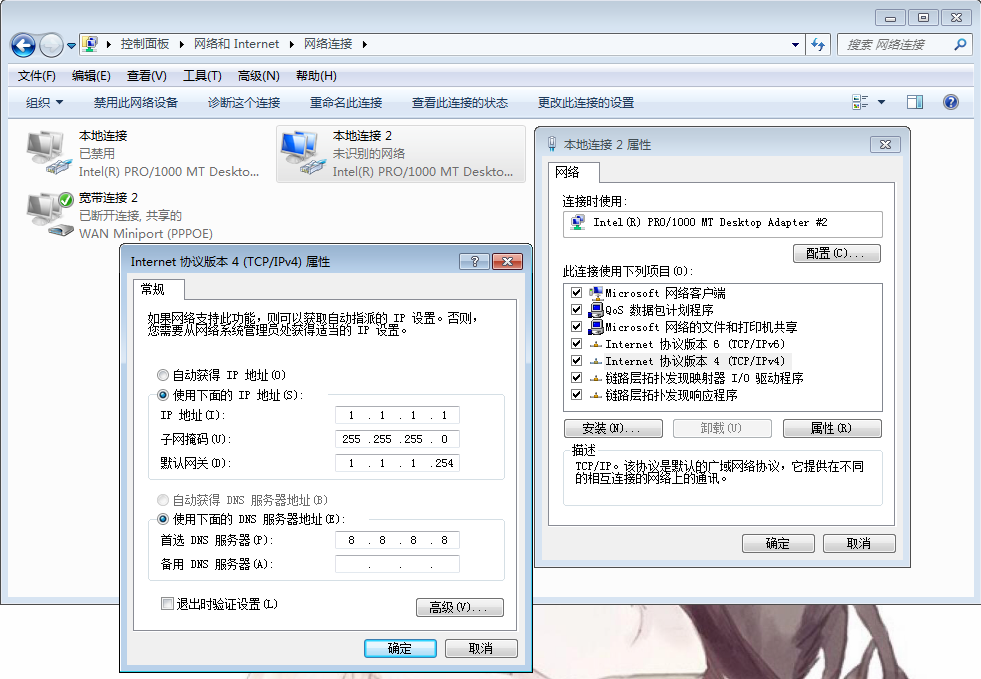 控制面板 网络和 Internet 网络连接
搜索 网络连接
文件(F) 编辑(E) 查看(V) 工具(T) 高级(N) 帮助(H)
组织 禁用此网络设备 诊断这个连接 重命名此连接 查看此连接的状态 更改此连接的设置
本地连接
已禁用
Intel(R) PRO/1000 MT Deskto...
本地连接 2
未识别的网络
Intel(R) PRO/1000 MT Deskto...
宽带连接 2
已断开连接, 共享的
WAN Miniport (PPPOE)
本地连接 2 属性
网络
连接时使用:
Intel(R) PRO/1000 MT Desktop Adapter #2
配置(C)...
此连接使用下列项目(O):
Microsoft 网络客户端
QoS 数据包计划程序
Microsoft 网络的文件和打印机共享
Internet 协议版本 6 (TCP/IPv6)
Internet 协议版本 4 (TCP/IPv4)
链路层拓扑发现映射器 I/O 驱动程序
链路层拓扑发现响应程序
安装(N)... 卸载(U) 属性(R)
描述
TCP/IP。该协议是默认的广域网络协议，它提供在不同
的相互连接的网络上的通讯。
确定 取消
Internet 协议版本 4 (TCP/IPv4) 属性
常规
如果网络支持此功能，则可以获取自动指派的 IP 设置。否则，
您需要从网络系统管理员处获得适当的 IP 设置。
自动获得 IP 地址(O)
使用下面的 IP 地址(S):
IP 地址(I): 1 . 1 . 1 . 1
子网掩码(U): 255 .255 .255 . 0
默认网关(D): 1 . 1 . 1 .254
自动获得 DNS 服务器地址(B)
使用下面的 DNS 服务器地址(E):
首选 DNS 服务器(P): 8 . 8 . 8 . 8
备用 DNS 服务器(A): . . .
退出时验证设置(L)
高级(V)...
确定 取消